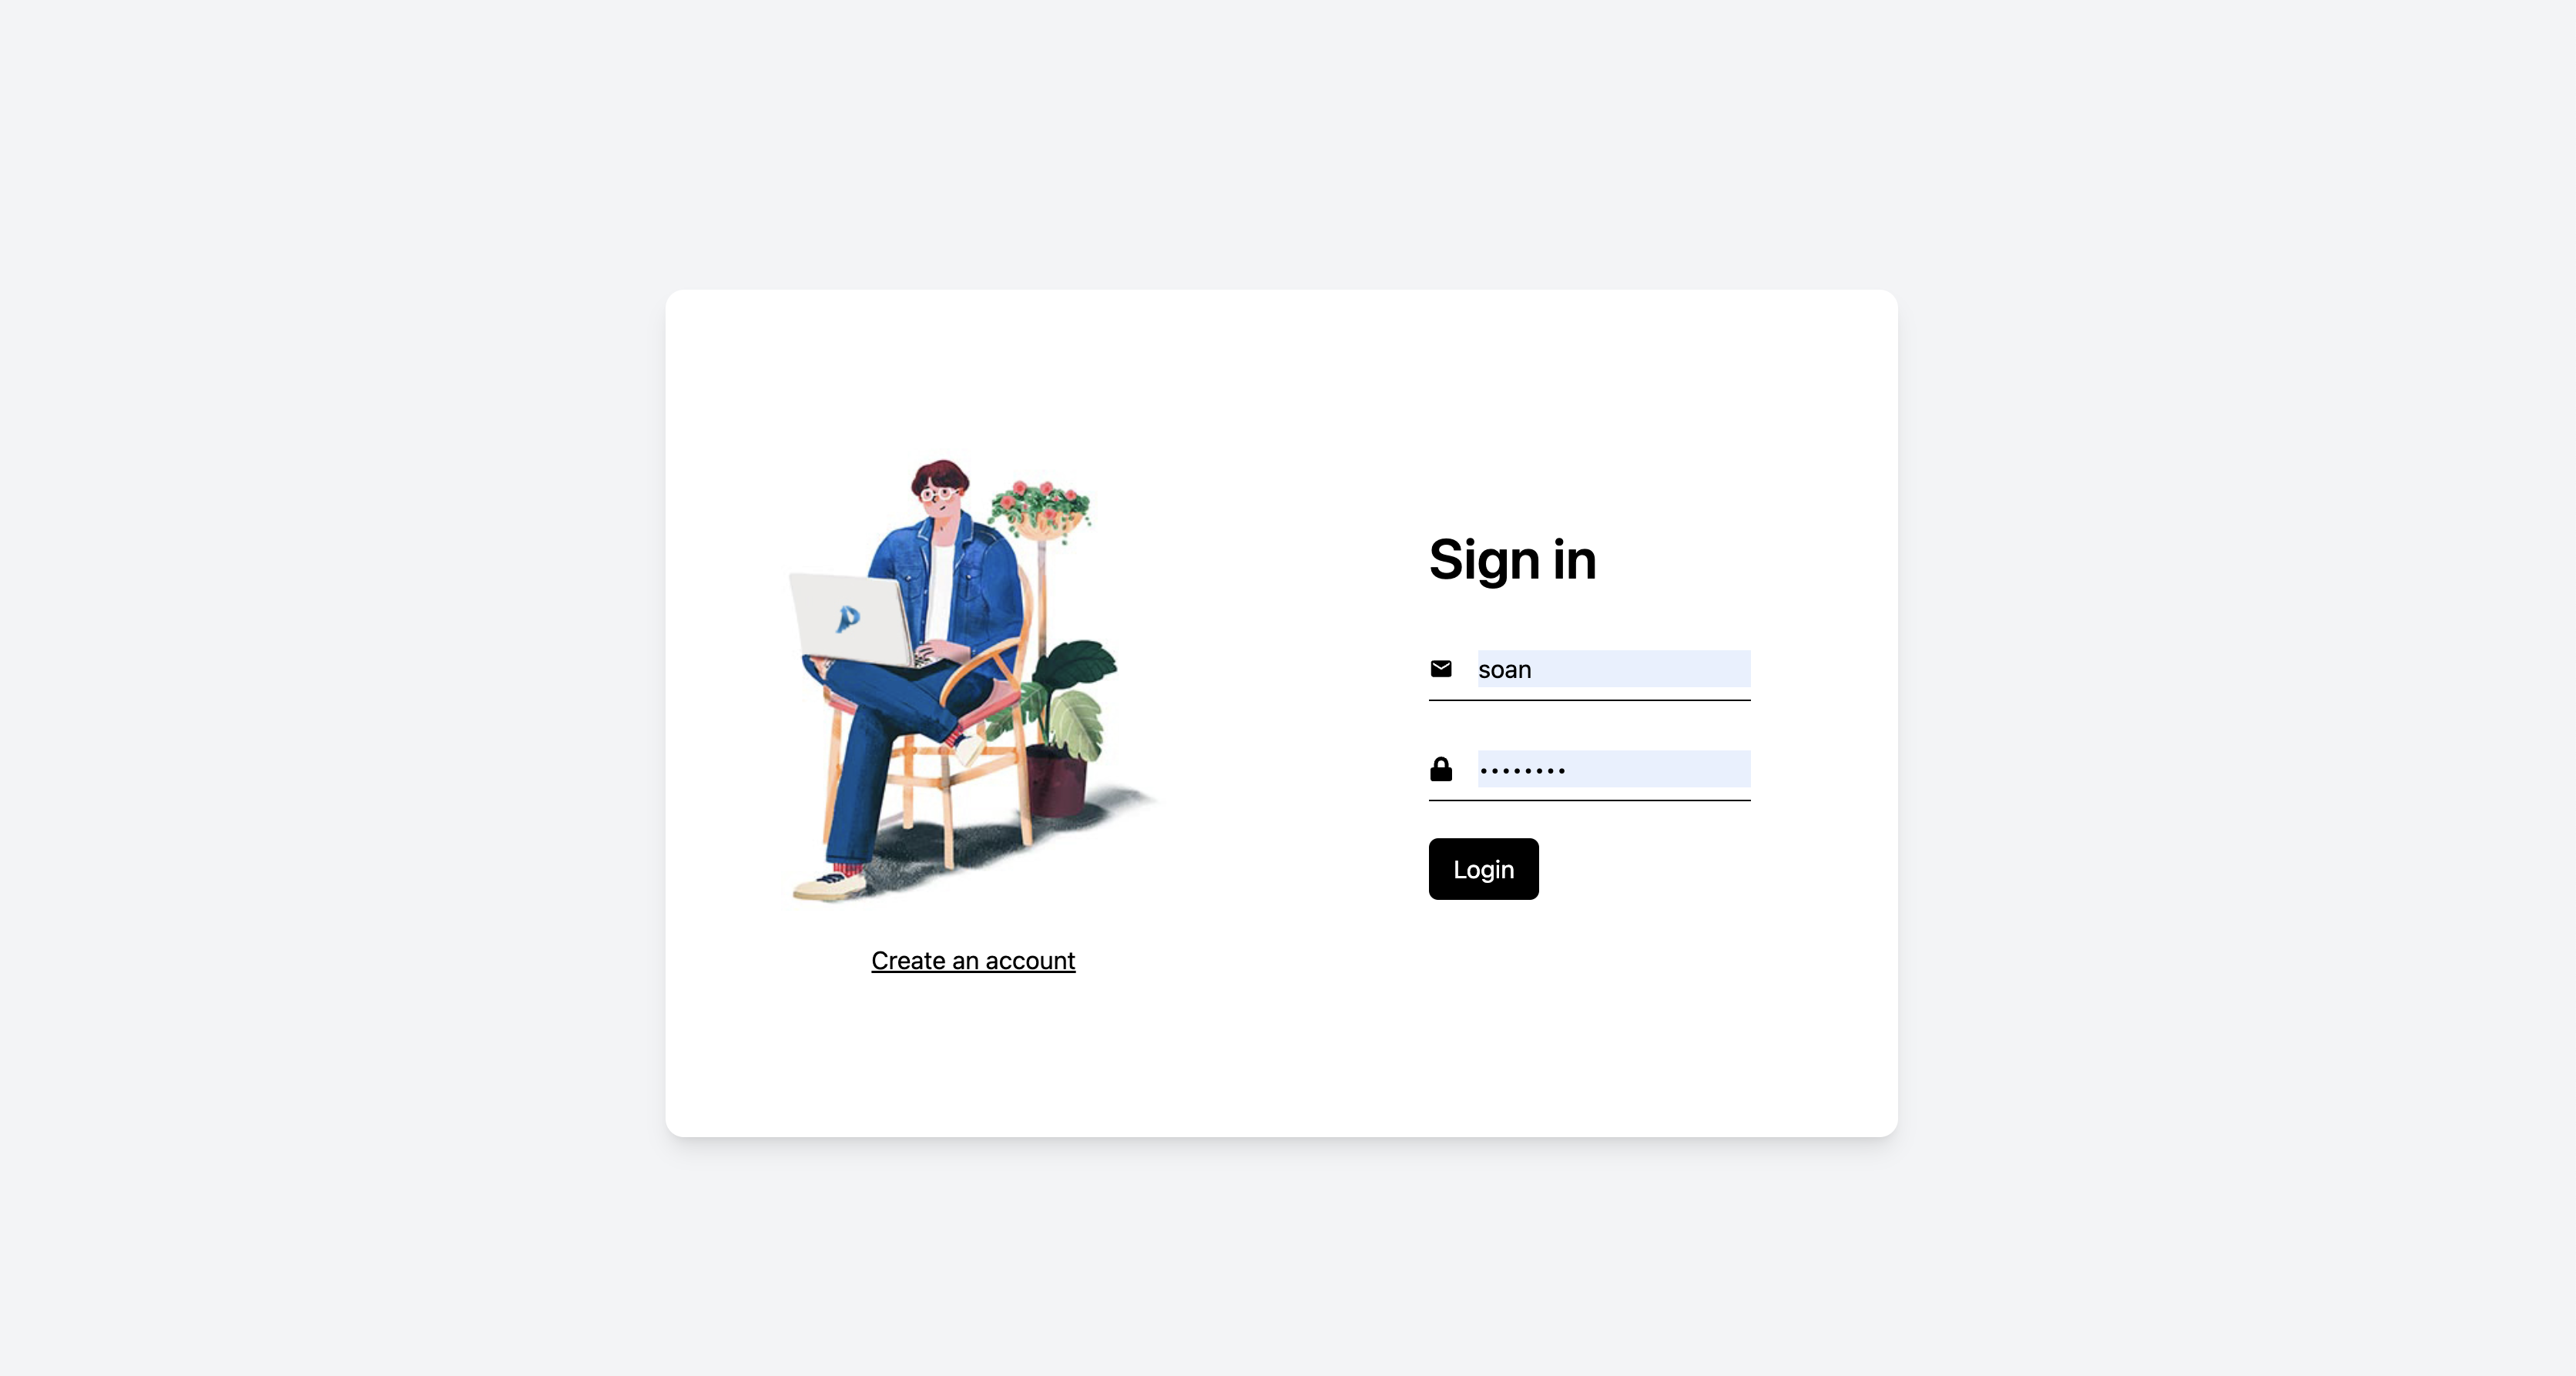 Sign in
soan
••••••••
Login
Create an account